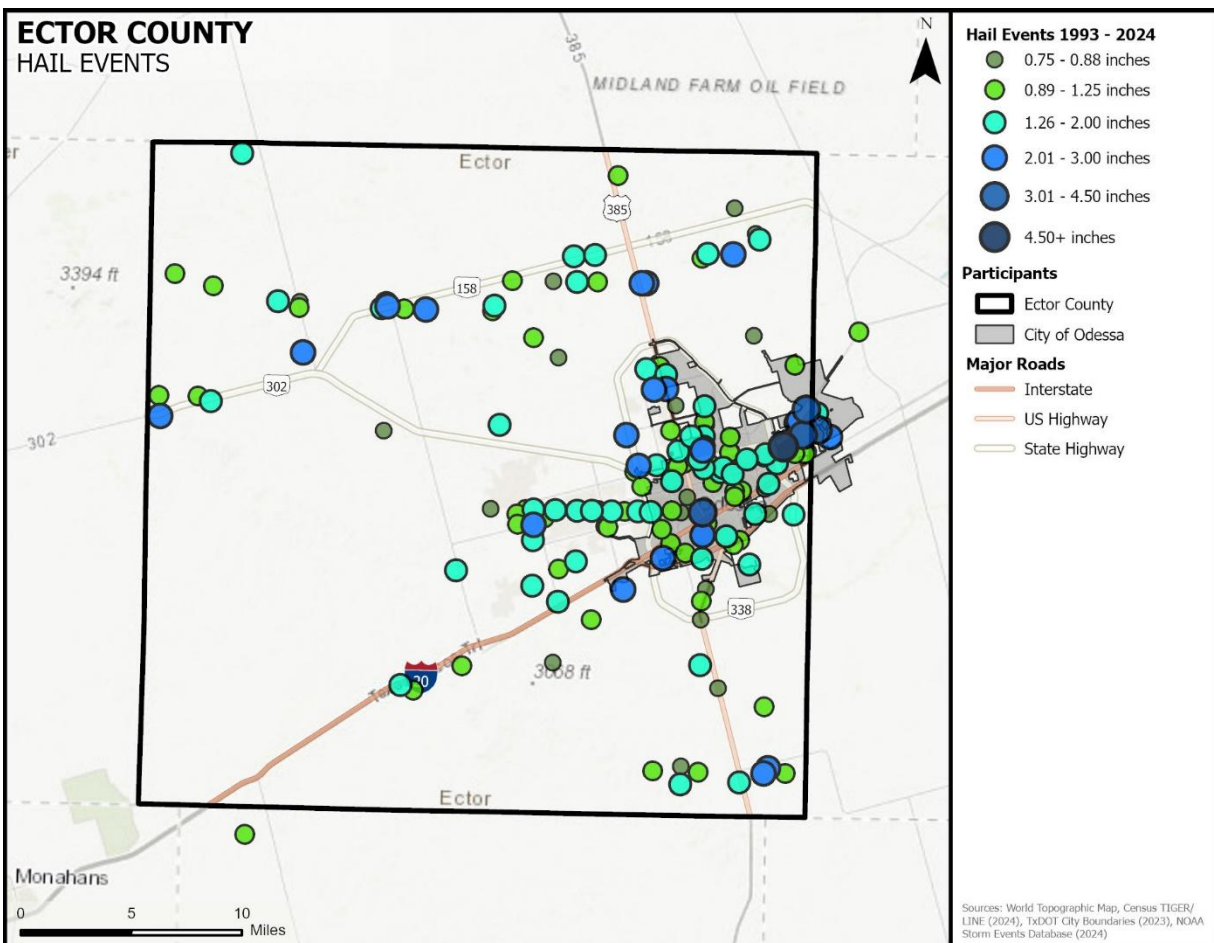 ECTOR COUNTY
HAIL EVENTS
N
385
MIDLAND FARM OIL FIELD
Ector
385
3394 ft
158
302
302
338
3068 ft
20
Ector
Monahans
0 5 10
Miles
Hail Events 1993 - 2024
0.75 - 0.88 inches
0.89 - 1.25 inches
1.26 - 2.00 inches
2.01 - 3.00 inches
3.01 - 4.50 inches
4.50+ inches
Participants
Ector County
City of Odessa
Major Roads
Interstate
US Highway
State Highway
Sources: World Topographic Map, Census TIGER/
LINE (2024), TxDOT City Boundaries (2023), NOAA
Storm Events Database (2024)